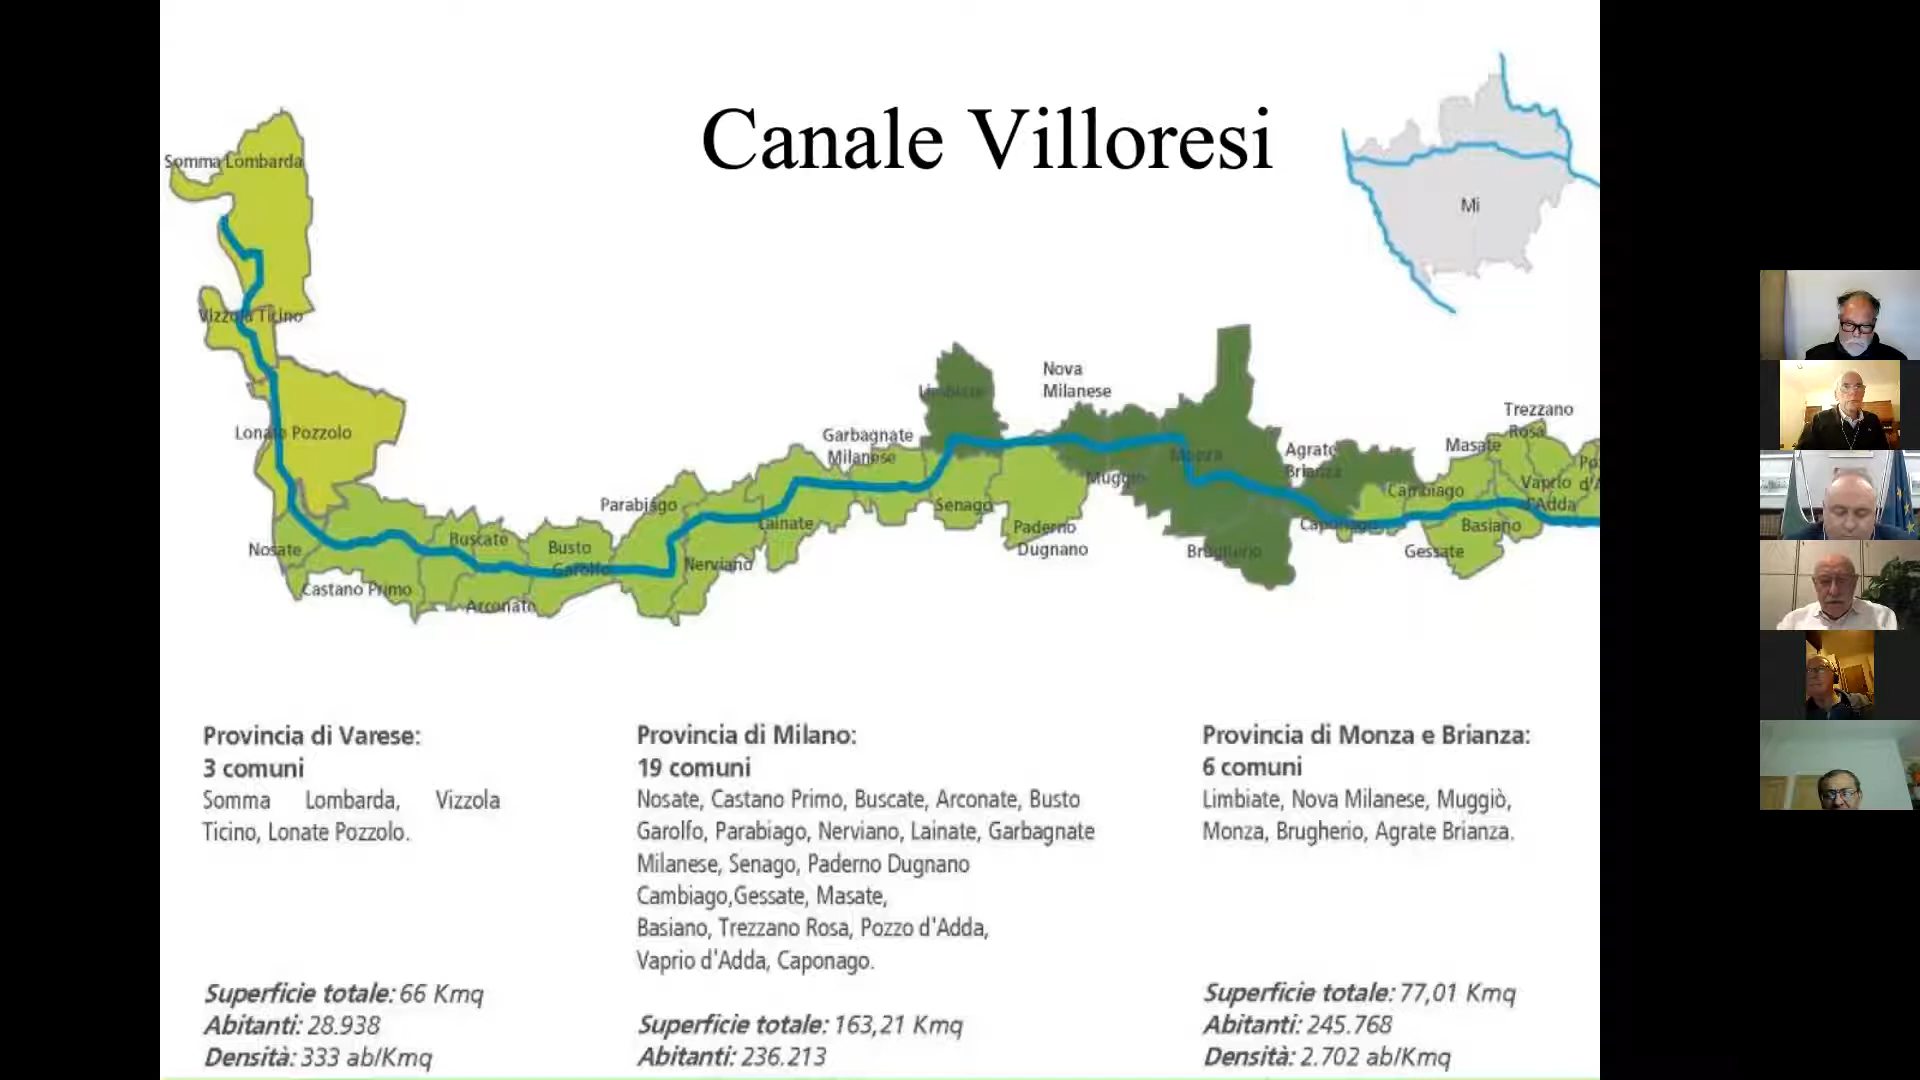 Canale Villoresi
Mi
Somma Lombarda
Vizzola Ticino
Lonate Pozzolo
Nosate
Castano Primo
Buscate
Arconate
Busto
Garolfo
Parabiago
Nerviano
Lainate
Garbagnate
Milanese
Limbiate
Senago
Nova
Milanese
Paderno
Dugnano
Muggiò
Monza
Brugherio
Agrate
Brianza
Caponago
Cambiago
Gessate
Masate
Basiano
Trezzano
Rosa
Vaprio
d'Adda
Provincia di Varese:
3 comuni
Somma Lombarda, Vizzola
Ticino, Lonate Pozzolo.
Superficie totale: 66 Kmq
Abitanti: 28.938
Densità: 333 ab/Kmq
Provincia di Milano:
19 comuni
Nosate, Castano Primo, Buscate, Arconate, Busto
Garolfo, Parabiago, Nerviano, Lainate, Garbagnate
Milanese, Senago, Paderno Dugnano
Cambiago,Gessate, Masate,
Basiano, Trezzano Rosa, Pozzo d'Adda,
Vaprio d'Adda, Caponago.
Superficie totale: 163,21 Kmq
Abitanti: 236.213
Provincia di Monza e Brianza:
6 comuni
Limbiate, Nova Milanese, Muggiò,
Monza, Brugherio, Agrate Brianza.
Superficie totale: 77,01 Kmq
Abitanti: 245.768
Densità: 2.702 ab/Kmq